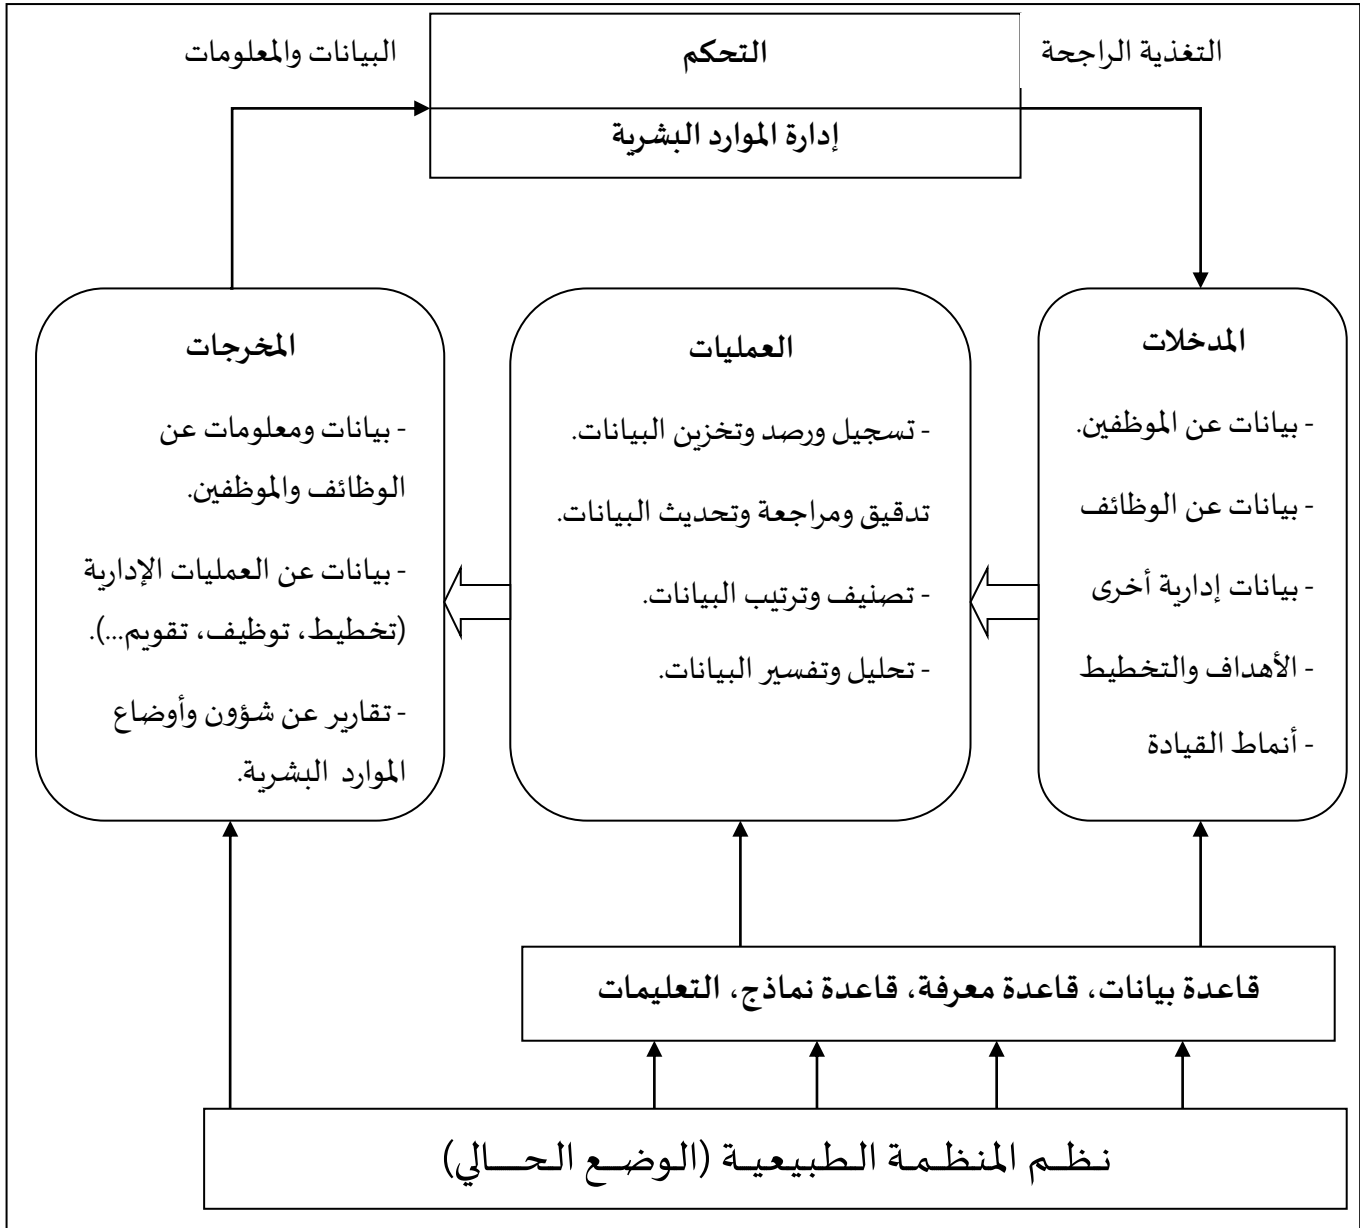 التغذية الراجحة
التحكم
البيانات والمعلومات
إدارة الموارد البشرية
المدخلات
- بيانات عن الموظفين.
- بيانات عن الوظائف
- بيانات إدارية أخرى
- الأهداف والتخطيط
- أنماط القيادة
العمليات
- تسجيل ورصد وتخزين البيانات.
تدقيق ومراجعة وتحديث البيانات.
- تصنيف وترتيب البيانات.
- تحليل وتفسير البيانات.
المخرجات
- بيانات ومعلومات عن
الوظائف والموظفين.
- بيانات عن العمليات الإدارية
(تخطيط، توظيف، تقويم...).
- تقارير عن شؤون وأوضاع
الموارد البشرية.
قاعدة بيانات، قاعدة معرفة، قاعدة نماذج، التعليمات
نظم المنظمة الطبيعية (الوضع الحالي)